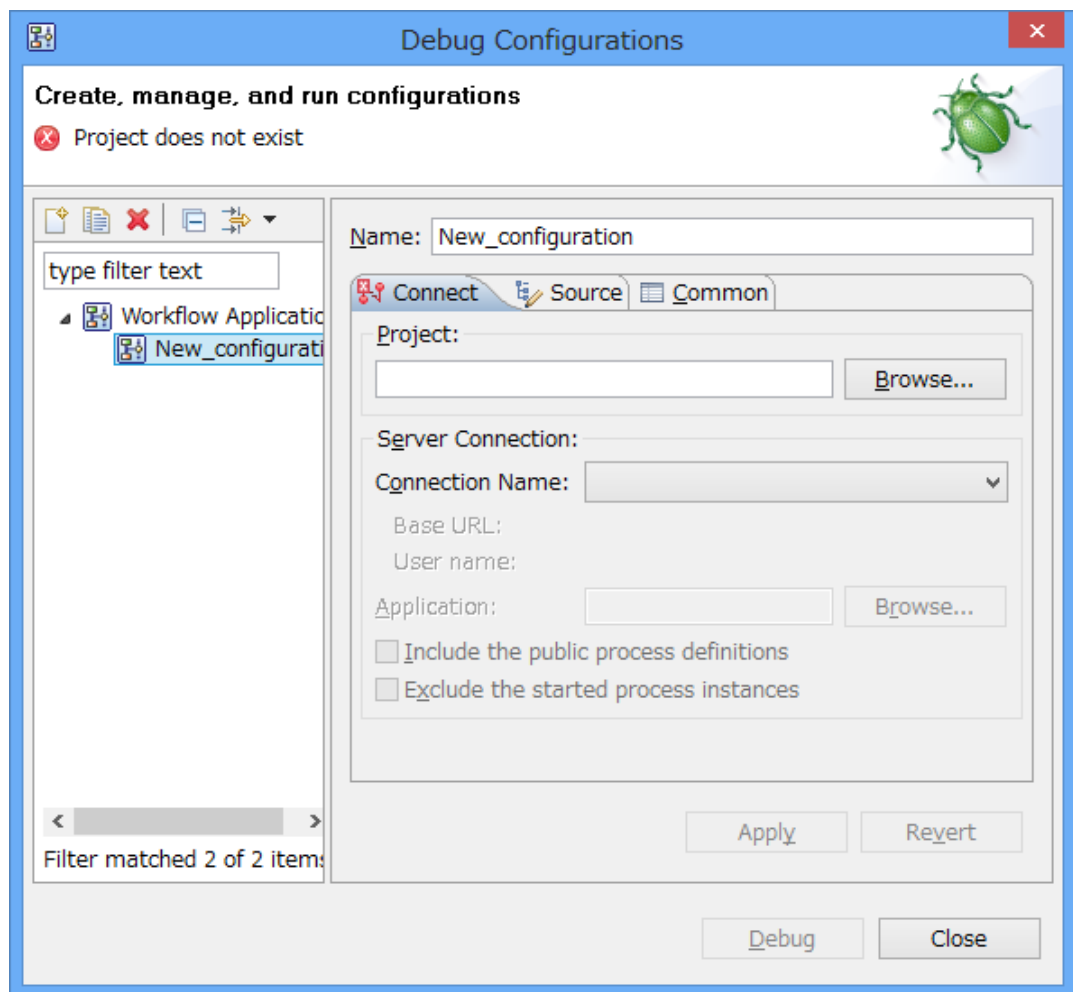 Debug Configurations
Create, manage, and run configurations
Project does not exist
type filter text
Workflow Applicatio
New_configurati
Filter matched 2 of 2 items
Name: New_configuration
Connect Source Common
Project:
Browse...
Server Connection:
Connection Name:
Base URL:
User name:
Application: Browse...
Include the public process definitions
Exclude the started process instances
Apply Revert
Debug Close